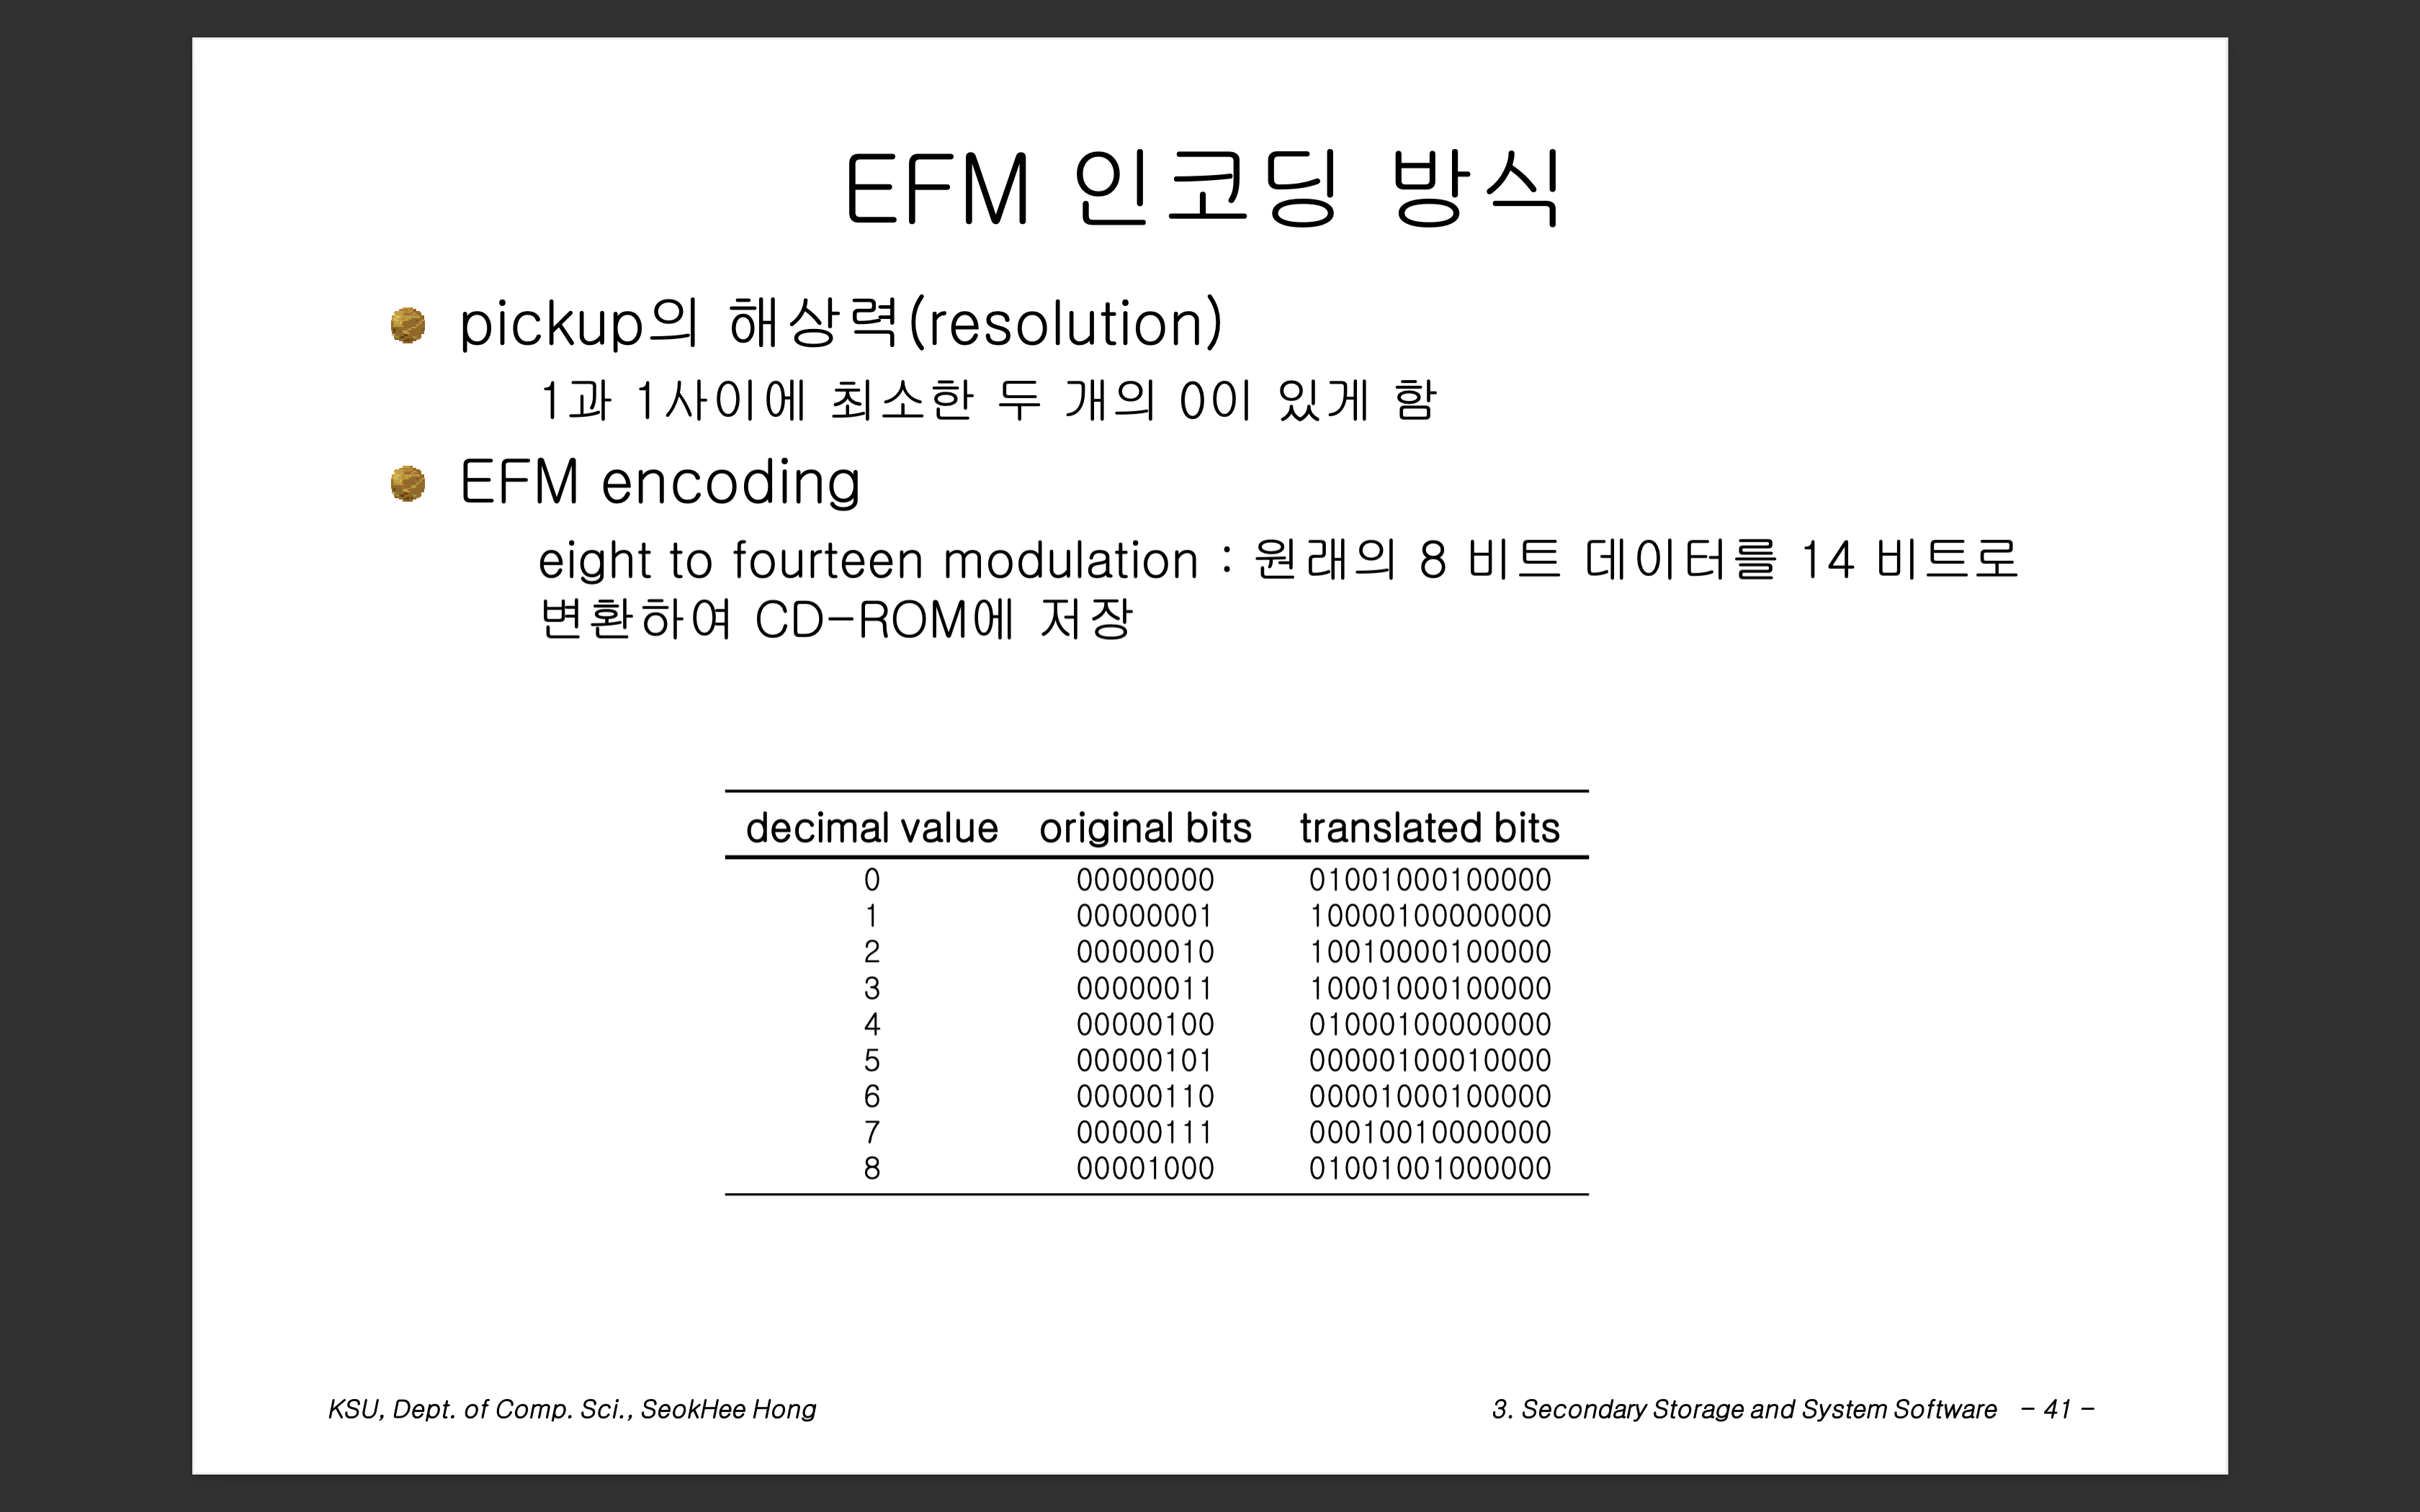 EFM 인코딩 방식
pickup의 해상력(resolution)
1과 1사이에 최소한 두 개의 0이 있게 함
EFM encoding
eight to fourteen modulation : 원래의 8 비트 데이터를 14 비트로
변환하여 CD-ROM에 저장
decimal value original bits translated bits
0 00000000 01001000100000
1 00000001 10000100000000
2 00000010 10010000100000
3 00000011 10001000100000
4 00000100 01000100000000
5 00000101 00000100010000
6 00000110 00001000100000
7 00000111 00010010000000
8 00001000 01001001000000
KSU, Dept. of Comp. Sci., SeokHee Hong 3. Secondary Storage and System Software - 41 -